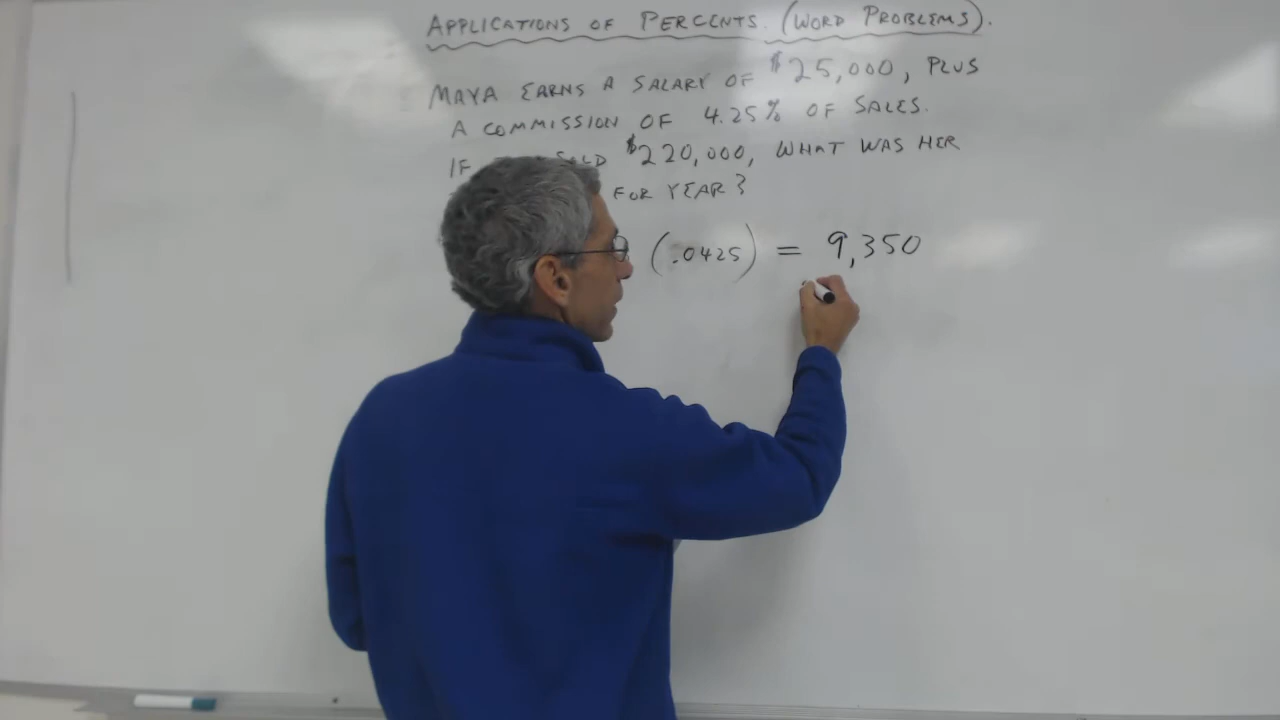 APPLICATIONS OF PERCENTS. (WORD PROBLEMS).
MAYA EARNS A SALARY OF $25,000, PLUS
A COMMISSION OF 4.25% OF SALES.
IF SOLD $220,000, WHAT WAS HER
FOR YEAR?
(.0425) = 9,350